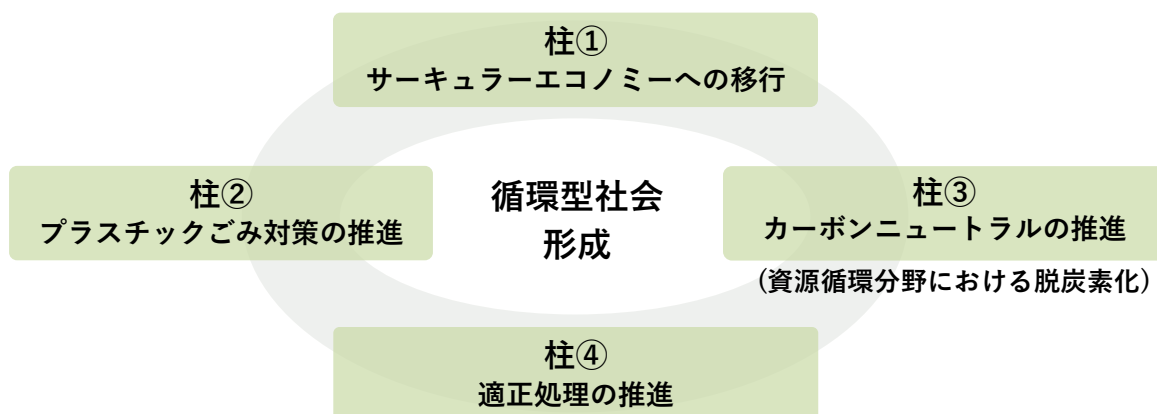 柱①
サーキュラーエコノミーへの移行
柱②
プラスチックごみ対策の推進
循環型社会
形成
柱③
カーボンニュートラルの推進
(資源循環分野における脱炭素化)
柱④
適正処理の推進